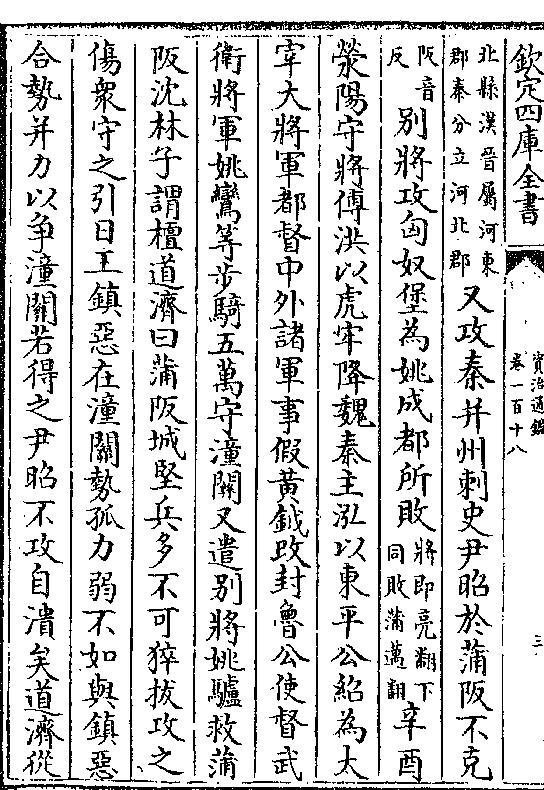 欽定四庫全書
資治通鑑
卷一百十八
三
北縣漢晉屬河東
郡秦分立河北郡
又攻秦并州刺史尹昭於蒲阪不克
阪音
反
別將攻匈奴堡為姚成都所敗
將即亮翻下
同敗蒲邁翻
辛酉
滎陽守將傅洪以虎牢降魏秦主泓以東平公紹為太
宰大將軍都督中外諸軍事假黃鉞改封魯公使督武
衛將軍姚鸞等步騎五萬守潼關又遣別將姚驢救蒲
阪沈林子謂檀道濟曰蒲阪城堅兵多不可猝拔攻之
傷衆守之引日王鎮惡在潼關勢孤力弱不如與鎮惡
合勢并力以爭潼關若得之尹昭不攻自潰矣道濟從